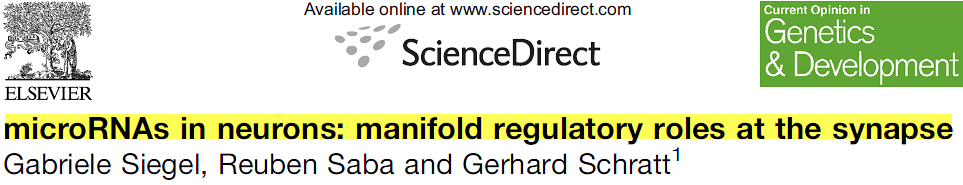 Available online at www.sciencedirect.com
ELSEVIER
ScienceDirect
Current Opinion in
Genetics
& Development
microRNAs in neurons: manifold regulatory roles at the synapse
Gabriele Siegel, Reuben Saba and Gerhard Schratt1